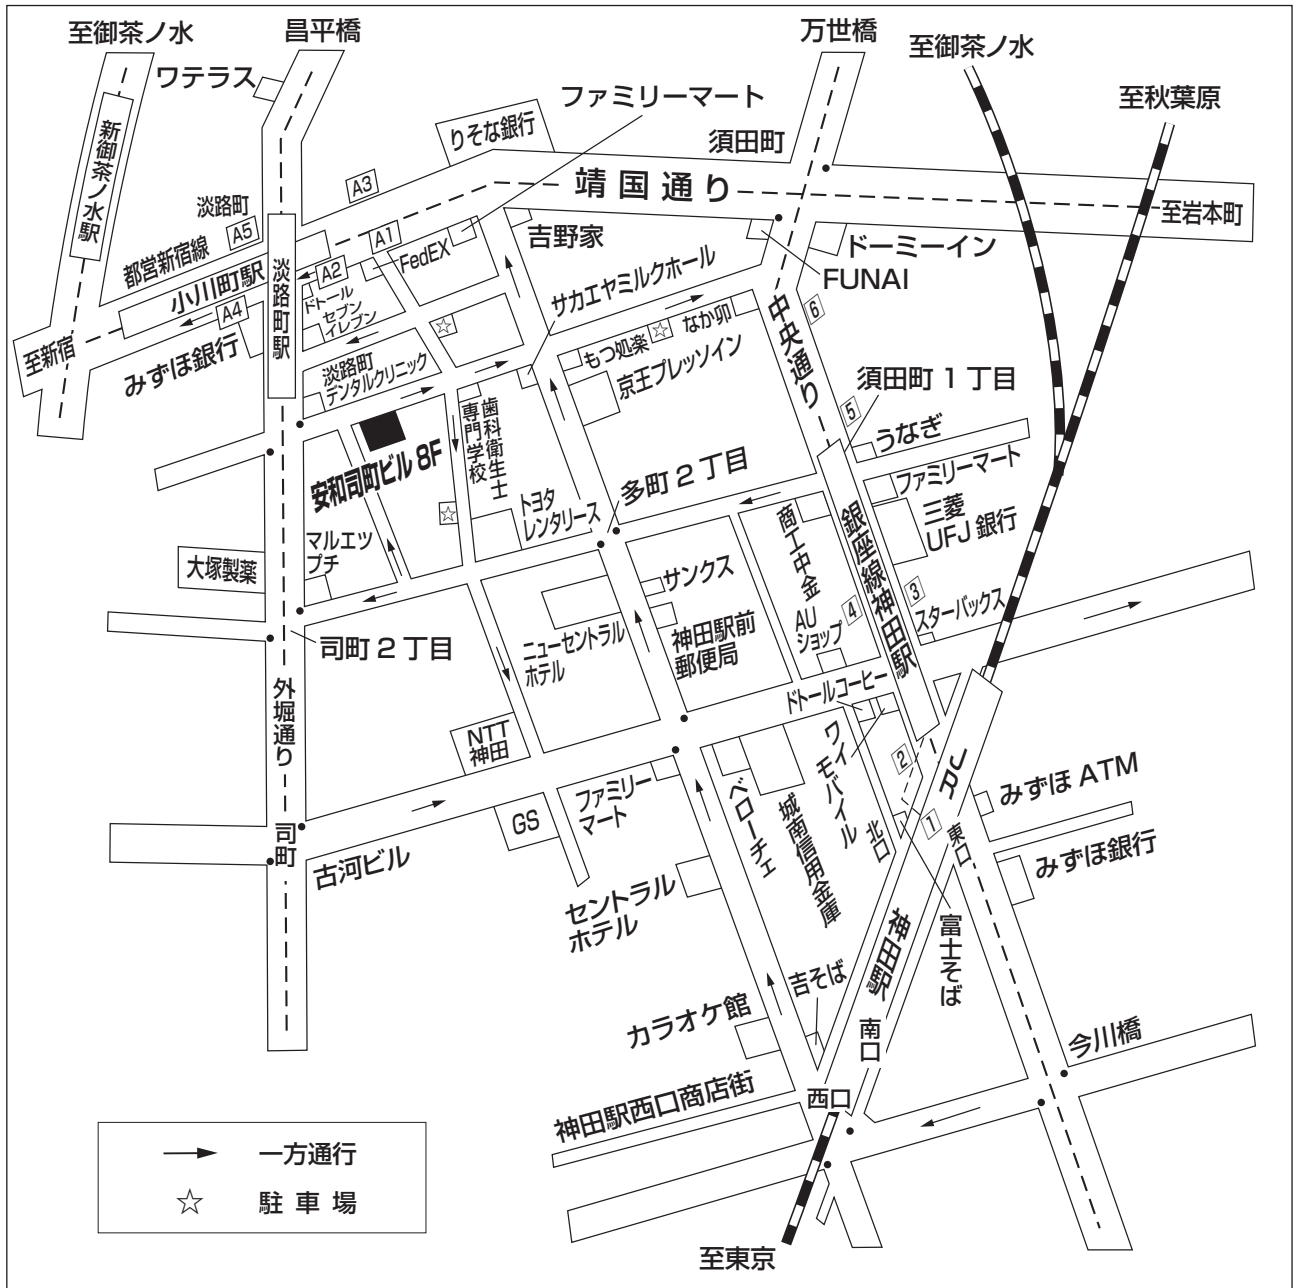 至御茶ノ水
昌平橋
万世橋
至御茶ノ水
至秋葉原
ワテラス
ファミリーマート
新御茶ノ水駅
りそな銀行
須田町
靖国通り
至岩本町
A3
淡路町
A5
A1
都営新宿線
小川町駅
A2
FedEX
吉野家
ドーミーイン
FUNAI
淡路町駅
ドトール
セブン
イレブン
サカエヤミルクホール
A4
至新宿
みずほ銀行
☆
もつ処楽
☆
なか卯
中央通り
6
淡路町
デンタルクリニック
京王プレッソイン
須田町1丁目
5
うなぎ
安和司町ビル8F
歯科衛生士
専門学校
☆
トヨタ
レンタリース
多町2丁目
ファミリーマート
三菱
UFJ銀行
商工中金
銀座線神田駅
マルエツ
プチ
大塚製薬
サンクス
AU
ショップ
4
3
スターバックス
司町2丁目
ニューセントラル
ホテル
神田駅前
郵便局
ドトールコーヒー
外堀通り
NTT
神田
ワイモバイル
2
JR
みずほATM
ファミリー
マート
ベローチェ
城南信用金庫
北口
1
東口
GS
司町
古河ビル
みずほ銀行
セントラル
ホテル
神田駅
富士そば
吉そば
カラオケ館
南口
今川橋
神田駅西口商店街
西口
→ 一方通行
☆ 駐車場
至東京